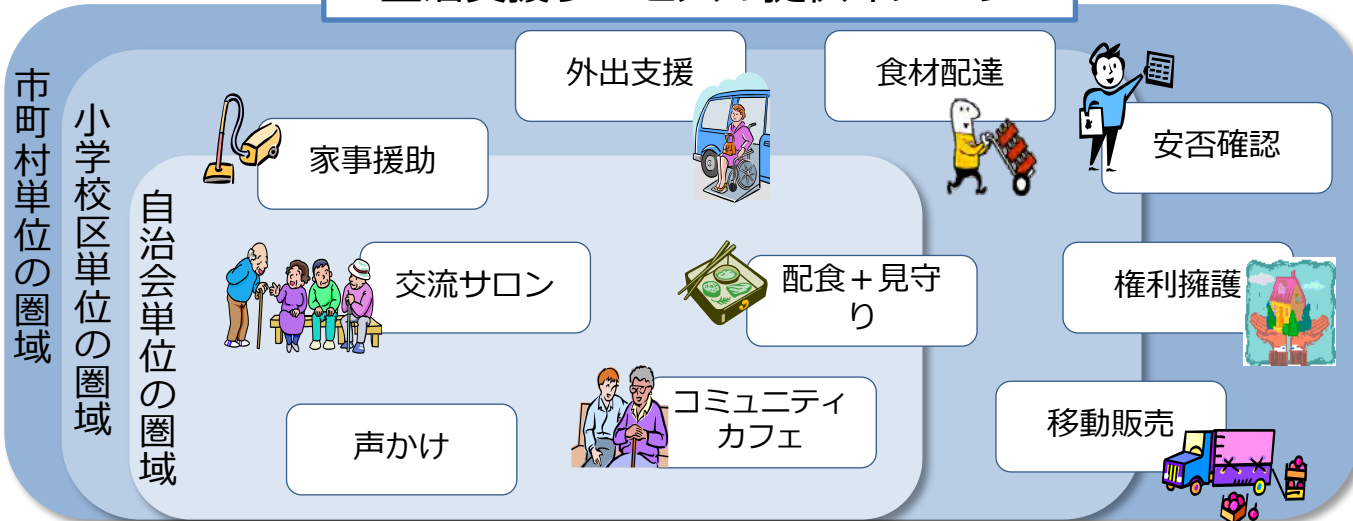 市町村単位の圏域
小学校区単位の圏域
自治会単位の圏域
外出支援
食材配達
安否確認
家事援助
交流サロン
配食＋見守
り
権利擁護
コミュニティ
カフェ
移動販売
声かけ